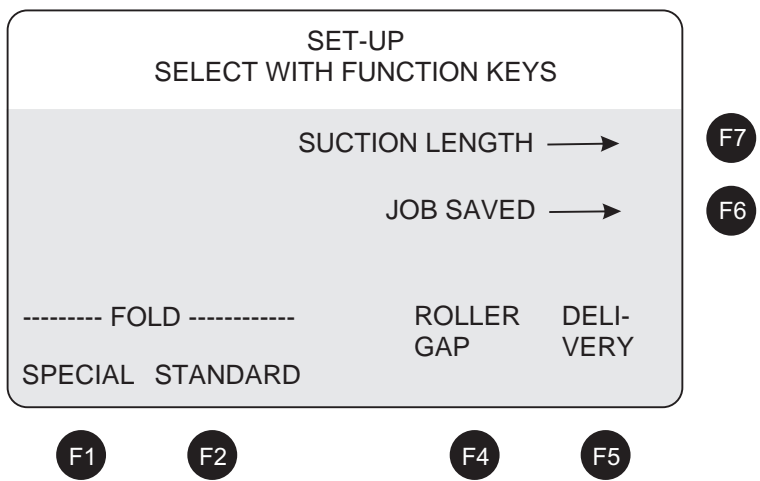 SET-UP
SELECT WITH FUNCTION KEYS
SUCTION LENGTH
F7
JOB SAVED
F6
--------- FOLD ------------
ROLLER GAP
DELI-
VERY
SPECIAL STANDARD
F1 F2 F4 F5